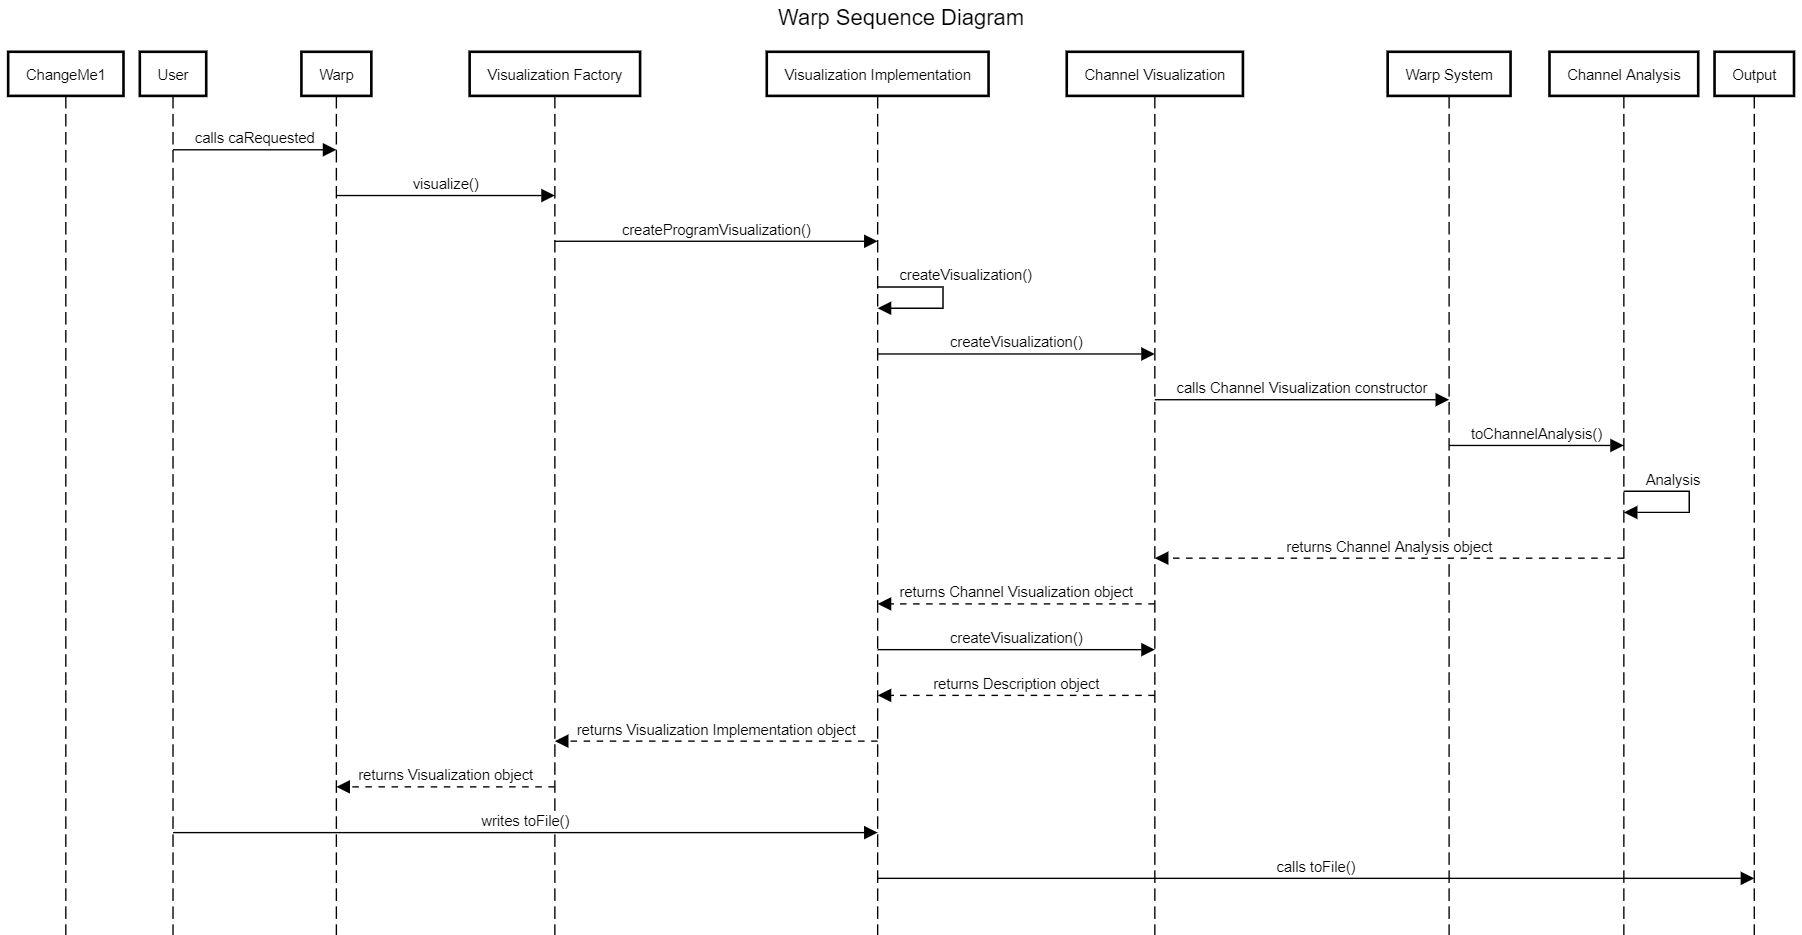 Warp Sequence Diagram
ChangeMe1
User
Warp
Visualization Factory
Visualization Implementation
Channel Visualization
Warp System
Channel Analysis
Output
calls caRequested
visualize()
createProgramVisualization()
createVisualization()
createVisualization()
calls Channel Visualization constructor
toChannelAnalysis()
Analysis
returns Channel Analysis object
returns Channel Visualization object
createVisualization()
returns Description object
returns Visualization Implementation object
returns Visualization object
writes toFile()
calls toFile()